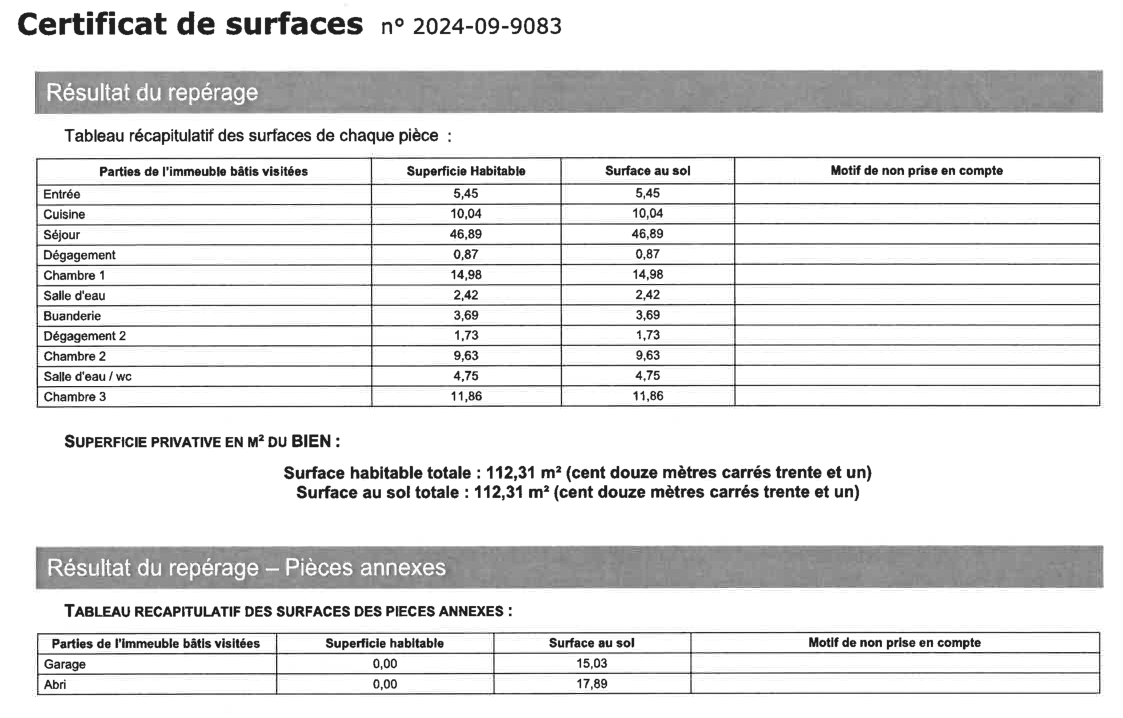 Certificat de surfaces n° 2024-09-9083
Résultat du repérage
Tableau récapitulatif des surfaces de chaque pièce :
Parties de l'immeuble bâtis visitées Superficie Habitable Surface au sol Motif de non prise en compte
Entrée 5,45 5,45
Cuisine 10,04 10,04
Séjour 46,89 46,89
Dégagement 0,87 0,87
Chambre 1 14,98 14,98
Salle d'eau 2,42 2,42
Buanderie 3,69 3,69
Dégagement 2 1,73 1,73
Chambre 2 9,63 9,63
Salle d'eau / wc 4,75 4,75
Chambre 3 11,86 11,86
SUPERFICIE PRIVATIVE EN M² DU BIEN :
Surface habitable totale : 112,31 m² (cent douze mètres carrés trente et un)
Surface au sol totale : 112,31 m² (cent douze mètres carrés trente et un)
Résultat du repérage – Pièces annexes
TABLEAU RECAPITULATIF DES SURFACES DES PIECES ANNEXES :
Parties de l'immeuble bâtis visitées Superficie habitable Surface au sol Motif de non prise en compte
Garage 0,00 15,03
Abri 0,00 17,89